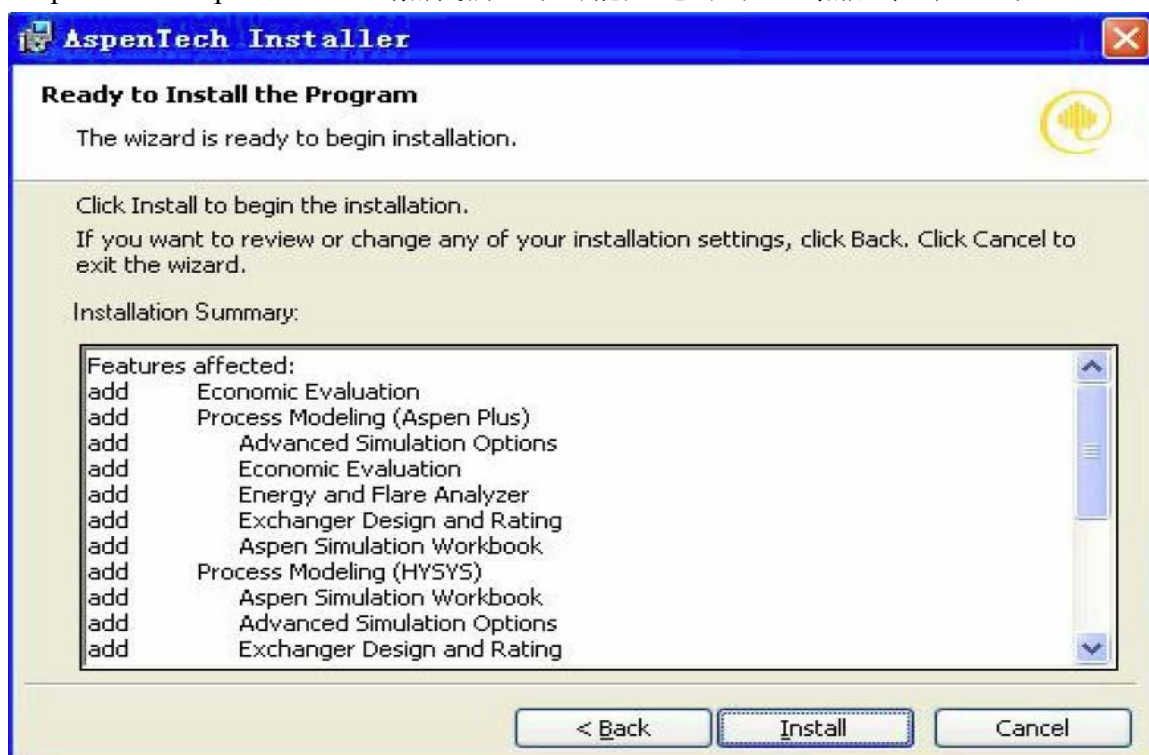 AspenTech Installer
Ready to Install the Program
The wizard is ready to begin installation.
Click Install to begin the installation.
If you want to review or change any of your installation settings, click Back. Click Cancel to
exit the wizard.
Installation Summary:
Features affected:
add Economic Evaluation
add Process Modeling (Aspen Plus)
add Advanced Simulation Options
add Economic Evaluation
add Energy and Flare Analyzer
add Exchanger Design and Rating
add Aspen Simulation Workbook
add Process Modeling (HYSYS)
add Aspen Simulation Workbook
add Advanced Simulation Options
add Exchanger Design and Rating
< Back Install Cancel